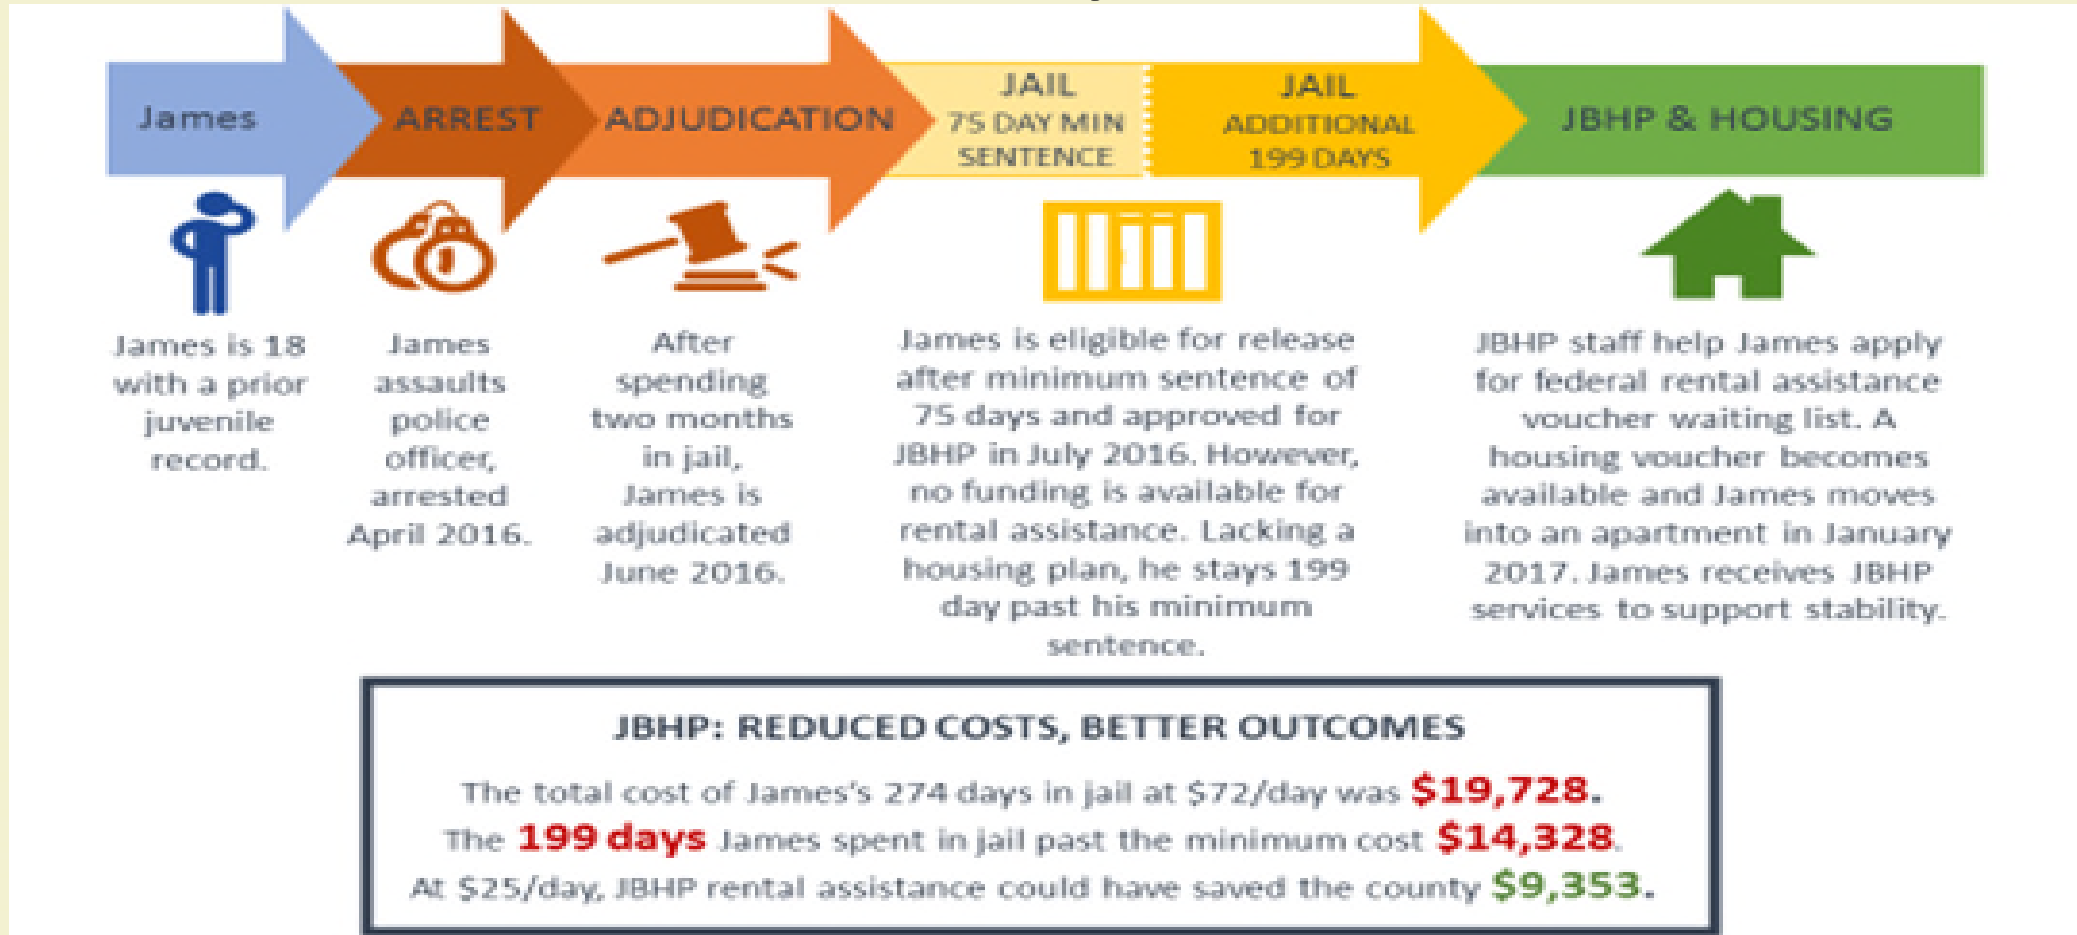 James
ARREST
ADJUDICATION
JAIL
75 DAY MIN
SENTENCE
JAIL
ADDITIONAL
199 DAYS
JBHP & HOUSING
James is 18
with a prior
juvenile
record.
James
assaults
police
officer,
arrested
April 2016.
After
spending
two months
in jail,
James is
adjudicated
June 2016.
James is eligible for release
after minimum sentence of
75 days and approved for
JBHP in July 2016. However,
no funding is available for
rental assistance. Lacking a
housing plan, he stays 199
day past his minimum
sentence.
JBHP staff help James apply
for federal rental assistance
voucher waiting list. A
housing voucher becomes
available and James moves
into an apartment in January
2017. James receives JBHP
services to support stability.
JBHP: REDUCED COSTS, BETTER OUTCOMES
The total cost of James's 274 days in jail at $72/day was $19,728.
The 199 days James spent in jail past the minimum cost $14,328.
At $25/day, JBHP rental assistance could have saved the county $9,353.